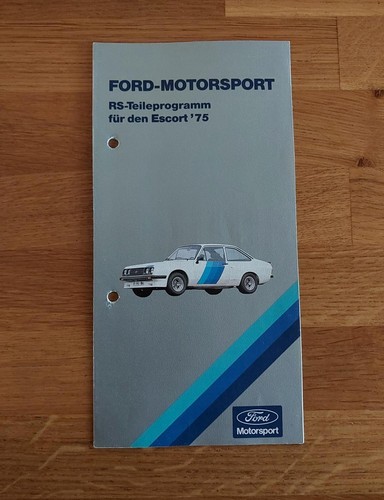 FORD-MOTORSPORT
RS-Teileprogramm
für den Escort '75
Ford
Motorsport